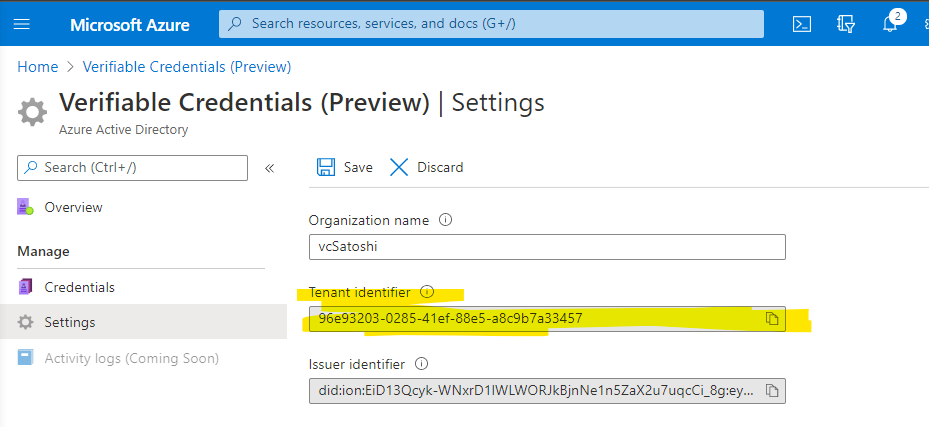 Microsoft Azure
Search resources, services, and docs (G+/)
2
Home > Verifiable Credentials (Preview)
Verifiable Credentials (Preview) | Settings
Azure Active Directory
Search (Ctrl+/)
«
Save
Discard
Overview
Organization name
vcSatoshi
Manage
Credentials
Tenant identifier
96e93203-0285-41ef-88e5-a8c9b7a33457
Settings
Activity logs (Coming Soon)
Issuer identifier
did:ion:EiD13Qcyk-WNxrD1IWLWORJkBjnNe1n5ZaX2u7uqcCi_8g:ey...